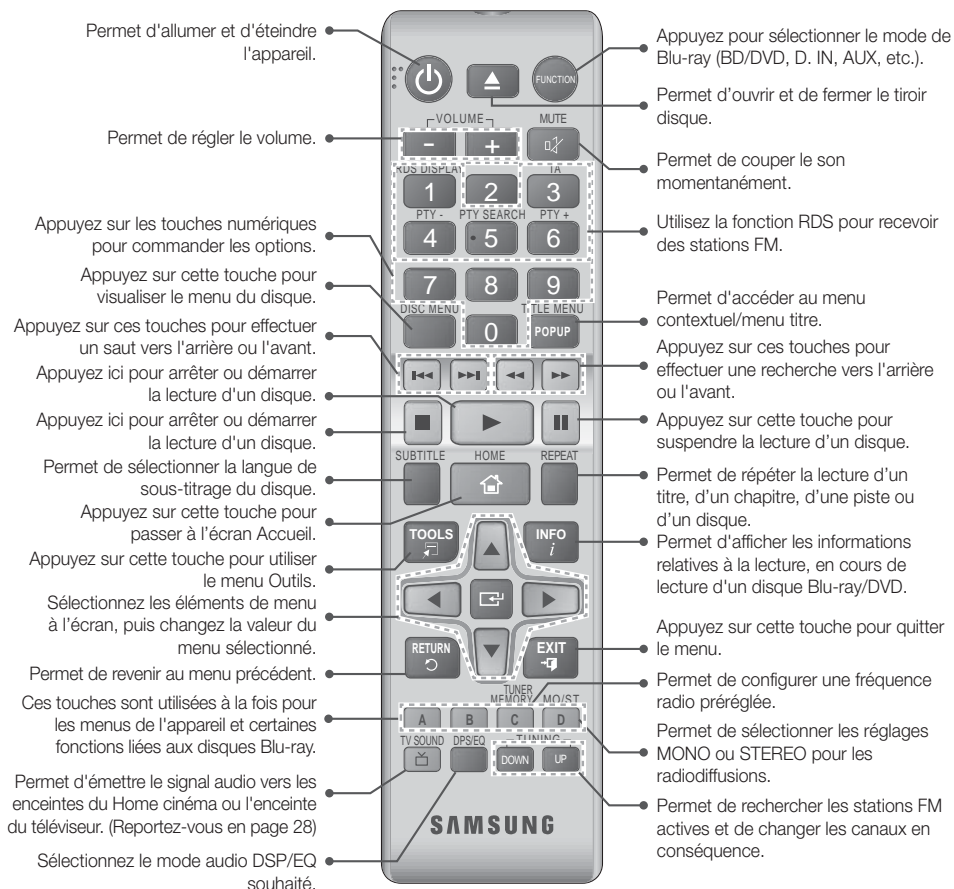 Permet d'allumer et d'éteindre
l'appareil.
Permet de régler le volume.
Appuyez sur les touches numériques
pour commander les options.
Appuyez sur cette touche pour
visualiser le menu du disque.
Appuyez sur ces touches pour effectuer
un saut vers l'arrière ou l'avant.
Appuyez ici pour arrêter ou démarrer
la lecture d'un disque.
Appuyez ici pour arrêter ou démarrer
la lecture d'un disque.
Permet de sélectionner la langue de
sous-titrage du disque.
Appuyez sur cette touche pour
passer à l'écran Accueil.
Appuyez sur cette touche pour utiliser
le menu Outils.
Sélectionnez les éléments de menu
à l'écran, puis changez la valeur du
menu sélectionné.
Permet de revenir au menu précédent.
Ces touches sont utilisées à la fois pour
les menus de l'appareil et certaines
fonctions liées aux disques Blu-ray.
Permet d'émettre le signal audio vers les
enceintes du Home cinéma ou l'enceinte
du téléviseur. (Reportez-vous en page 28)
Sélectionnez le mode audio DSP/EQ
souhaité.
FUNCTION
VOLUME MUTE
- +
RDS DISPLAY TA
1 2 3
PTY - PTY SEARCH PTY +
4 5 6
7 8 9
DISC MENU TITLE MENU
0 POPUP
SUBTITLE HOME REPEAT
TOOLS INFO
i
RETURN EXIT
TUNER
MEMORY MO/ST
A B C D
TV SOUND DPS/EQ TUNING
DOWN UP
SAMSUNG
Appuyez pour sélectionner le mode de
Blu-ray (BD/DVD, D. IN, AUX, etc.).
Permet d'ouvrir et de fermer le tiroir
disque.
Permet de couper le son
momentanément.
Utilisez la fonction RDS pour recevoir
des stations FM.
Permet d'accéder au menu
contextuel/menu titre.
Appuyez sur ces touches pour
effectuer une recherche vers l'arrière
ou l'avant.
Appuyez sur cette touche pour
suspendre la lecture d'un disque.
Permet de répéter la lecture d'un
titre, d'un chapitre, d'une piste ou
d'un disque.
Permet d'afficher les informations
relatives à la lecture, en cours de
lecture d'un disque Blu-ray/DVD.
Appuyez sur cette touche pour quitter
le menu.
Permet de configurer une fréquence
radio préréglée.
Permet de sélectionner les réglages
MONO ou STEREO pour les
radiodiffusions.
Permet de rechercher les stations FM
actives et de changer les canaux en
conséquence.